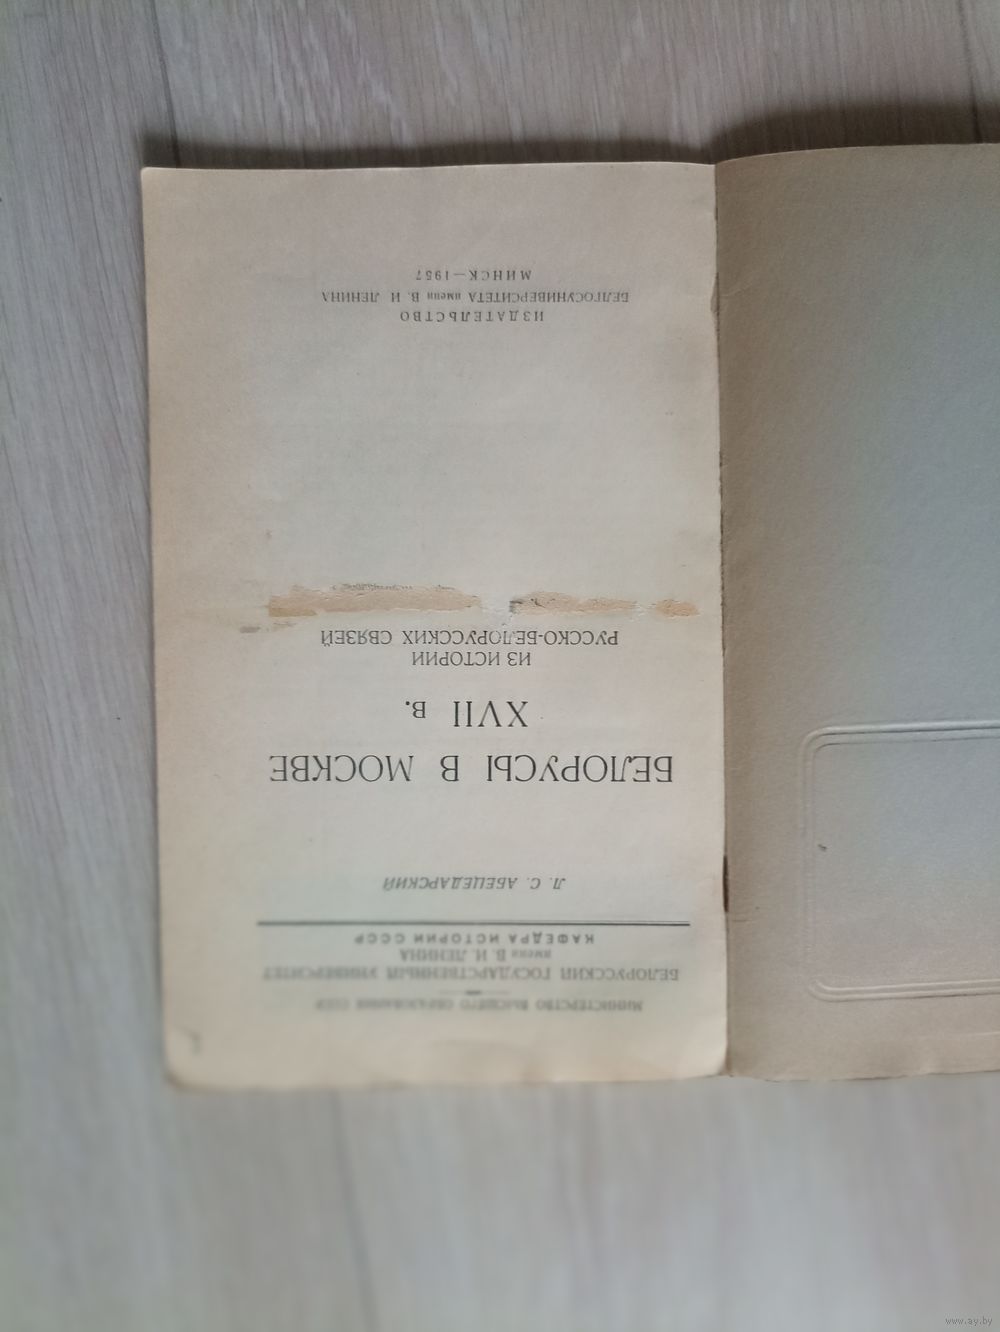 МИНИСТЕРСТВО ВЫСШЕГО ОБРАЗОВАНИЯ СССР
БЕЛОРУССКИЙ ГОСУДАРСТВЕННЫЙ УНИВЕРСИТЕТ
имени В. И. ЛЕНИНА
КАФЕДРА ИСТОРИИ СССР
Л. С. АБЕЦЕДАРСКИЙ
БЕЛОРУСЫ В МОСКВЕ
XVII в.
ИЗ ИСТОРИИ
РУССКО-БЕЛОРУССКИХ СВЯЗЕЙ
ИЗДАТЕЛЬСТВО
БЕЛГОСУНИВЕРСИТЕТА имени В. И. ЛЕНИНА
МИНСК—1957
www.ay.by